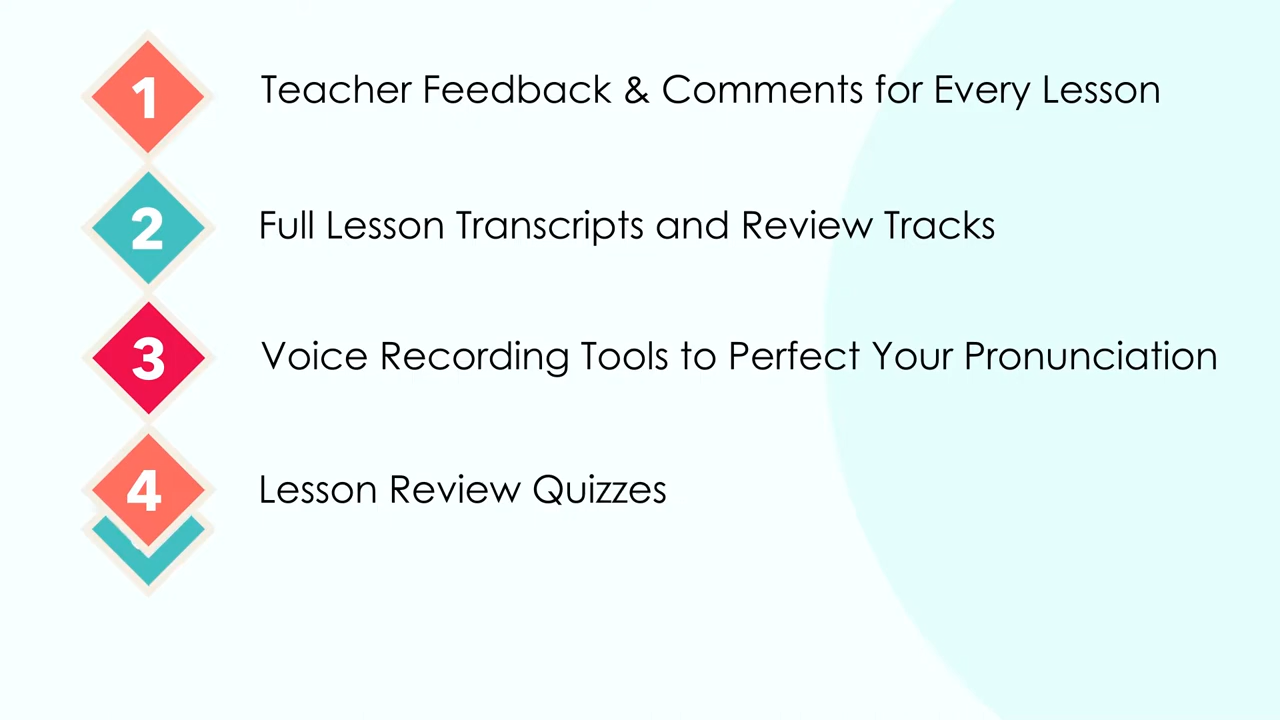 1 Teacher Feedback & Comments for Every Lesson
2 Full Lesson Transcripts and Review Tracks
3 Voice Recording Tools to Perfect Your Pronunciation
4 Lesson Review Quizzes